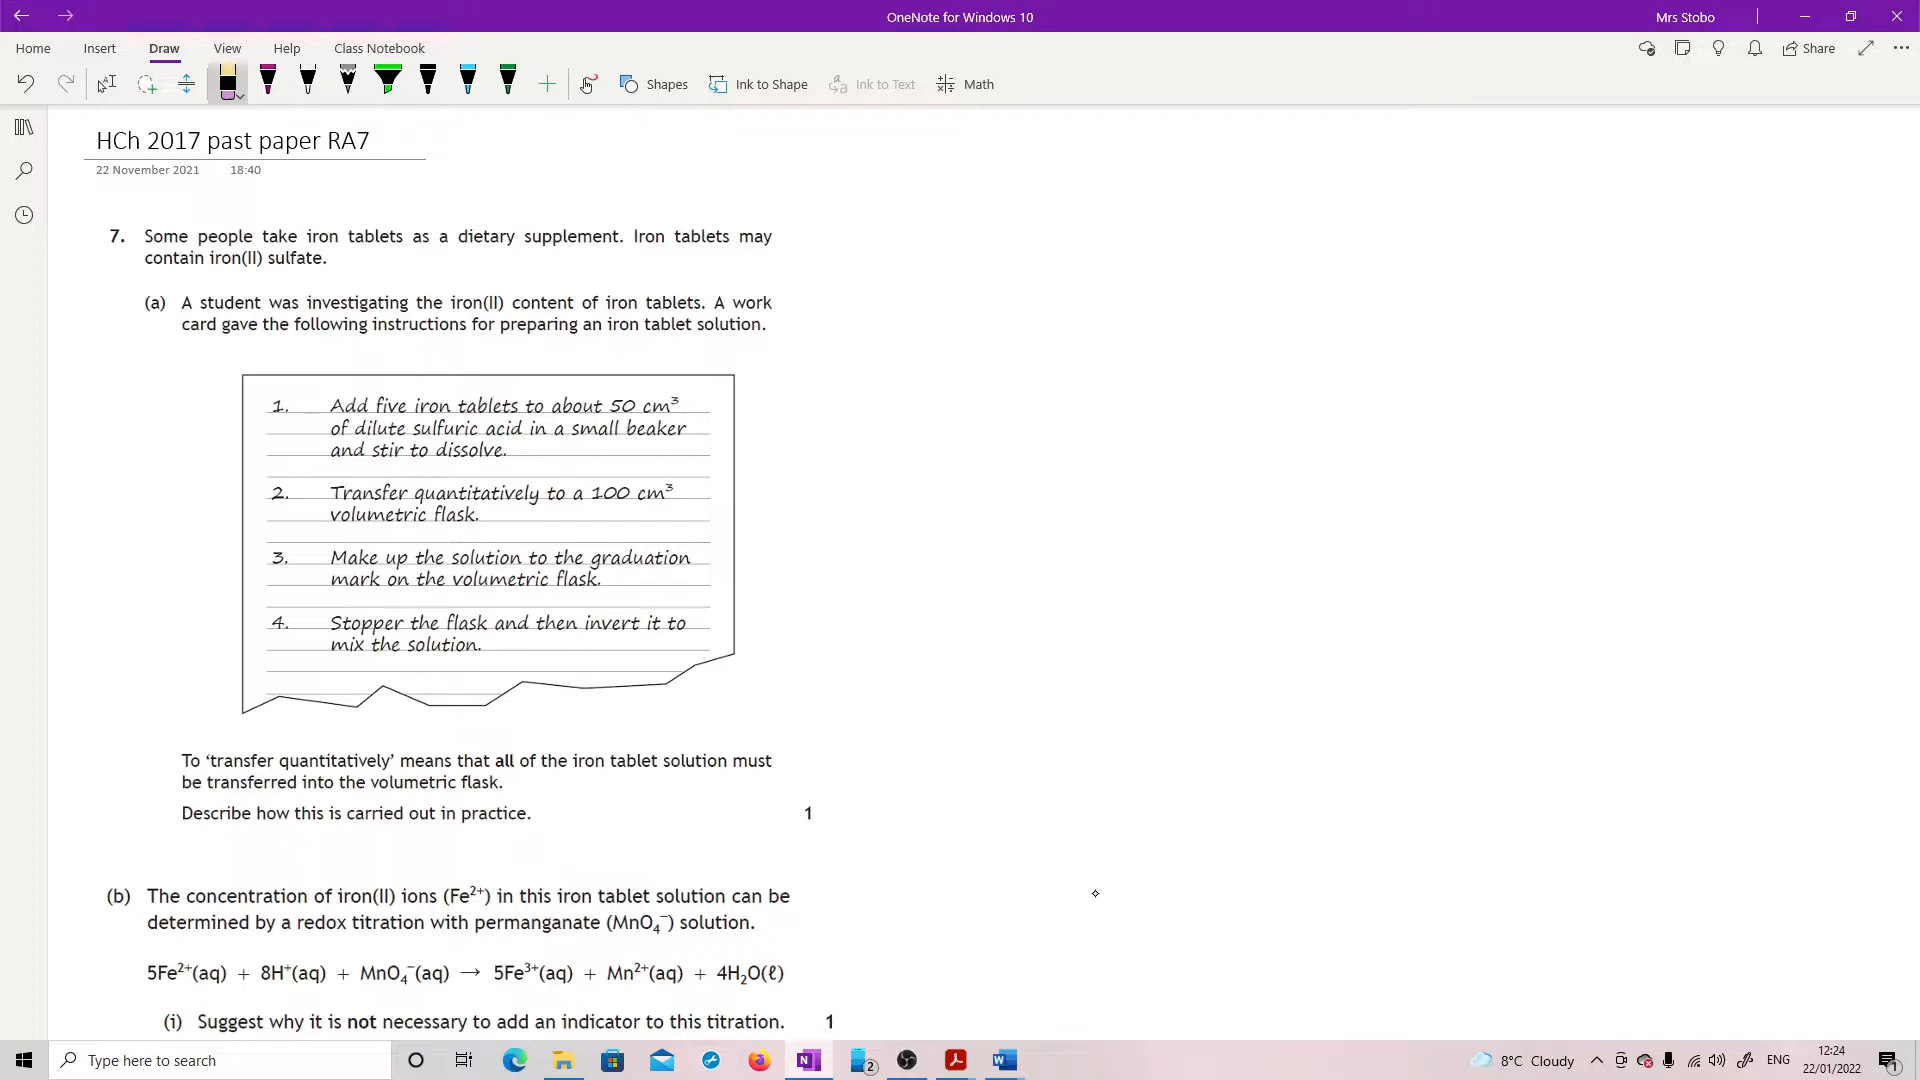 OneNote for Windows 10
Mrs Stobo
Home Insert Draw View Help Class Notebook
Share
Shapes Ink to Shape Ink to Text Math
HCh 2017 past paper RA7
22 November 2021 18:40
7. Some people take iron tablets as a dietary supplement. Iron tablets may
contain iron(II) sulfate.
(a) A student was investigating the iron(II) content of iron tablets. A work
card gave the following instructions for preparing an iron tablet solution.
1. Add five iron tablets to about 50 cm³
of dilute sulfuric acid in a small beaker
and stir to dissolve.
2. Transfer quantitatively to a 100 cm³
volumetric flask.
3. Make up the solution to the graduation
mark on the volumetric flask.
4. Stopper the flask and then invert it to
mix the solution.
To ‘transfer quantitatively’ means that all of the iron tablet solution must
be transferred into the volumetric flask.
Describe how this is carried out in practice. 1
(b) The concentration of iron(II) ions (Fe²⁺) in this iron tablet solution can be
determined by a redox titration with permanganate (MnO₄⁻) solution.
5Fe²⁺(aq) + 8H⁺(aq) + MnO₄⁻(aq) → 5Fe³⁺(aq) + Mn²⁺(aq) + 4H₂O(ℓ)
(i) Suggest why it is not necessary to add an indicator to this titration. 1
Type here to search
2
8°C Cloudy
ENG
12:24
22/01/2022
1